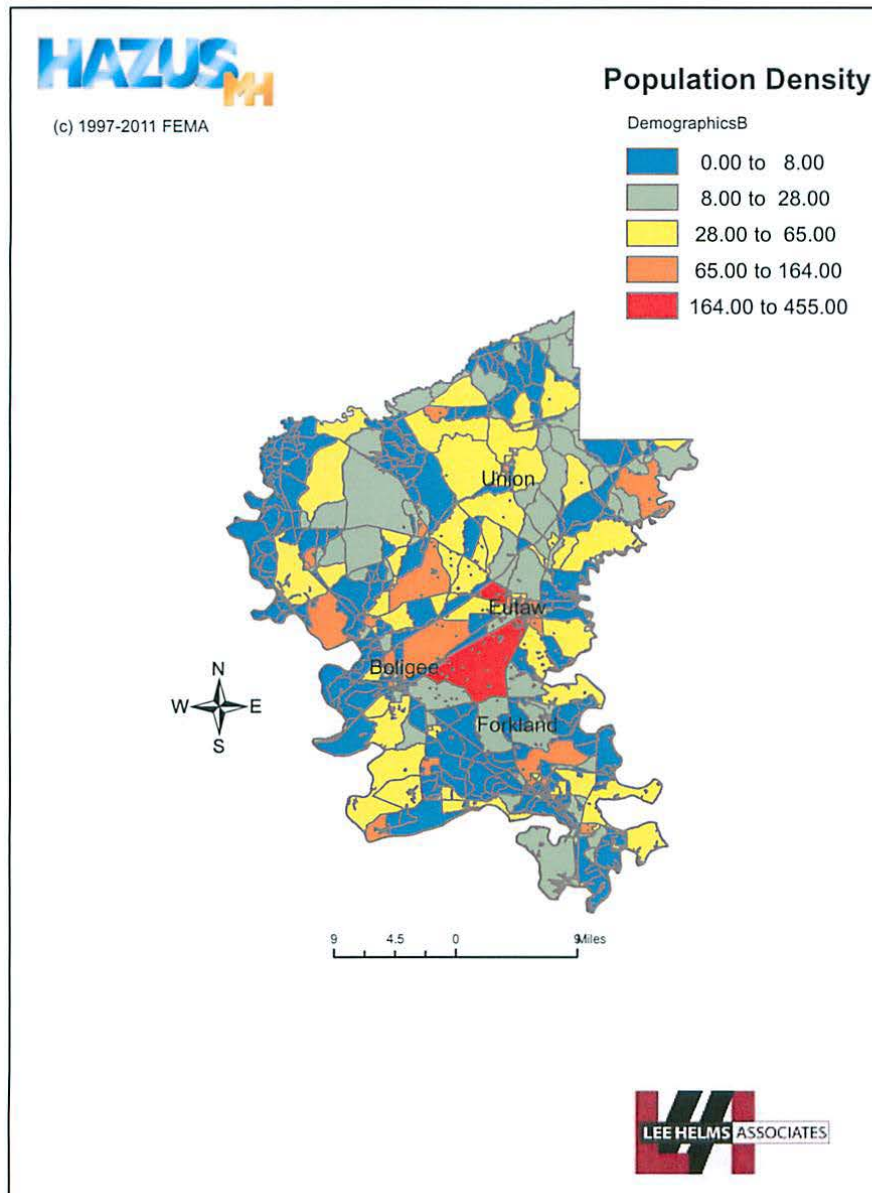 HAZUS
MH
(c) 1997-2011 FEMA
Population Density
DemographicsB
0.00 to 8.00
8.00 to 28.00
28.00 to 65.00
65.00 to 164.00
164.00 to 455.00
Union
Eutaw
Boligee
Forkland
N
W E
S
9 4.5 0 9 Miles
LHA
LEE HELMS ASSOCIATES